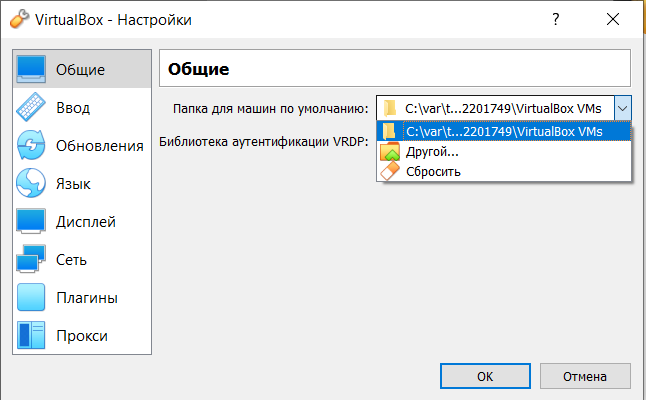 VirtualBox - Настройки
Общие
Ввод
Обновления
Язык
Дисплей
Сеть
Плагины
Прокси
Общие
Папка для машин по умолчанию: C:\var\t...2201749\VirtualBox VMs
C:\var\t...2201749\VirtualBox VMs
Библиотека аутентификации VRDP:
Другой...
Сбросить
OK
Отмена